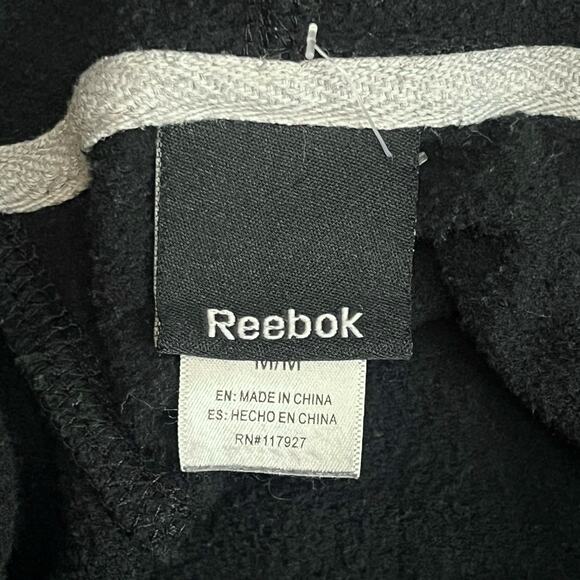 Reebok
M/M
EN: MADE IN CHINA
ES: HECHO EN CHINA
RN#117927